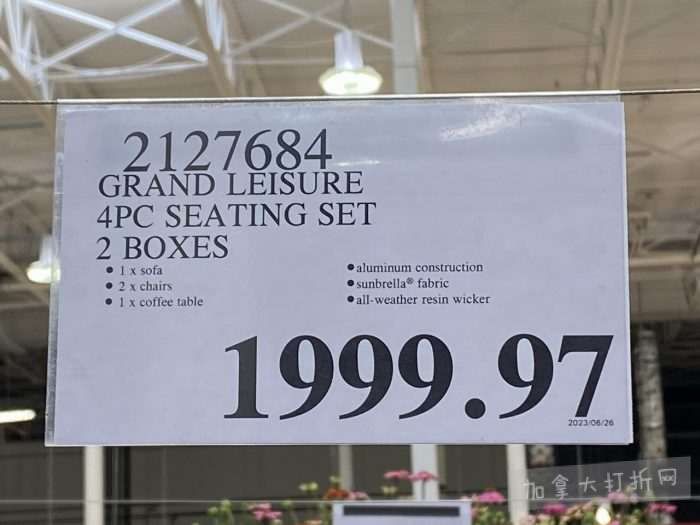 2127684
GRAND LEISURE
4PC SEATING SET
2 BOXES
• 1 x sofa
• 2 x chairs
• 1 x coffee table
• aluminum construction
• sunbrella® fabric
• all-weather resin wicker
1999.97
2023/06/26
加拿大打折网